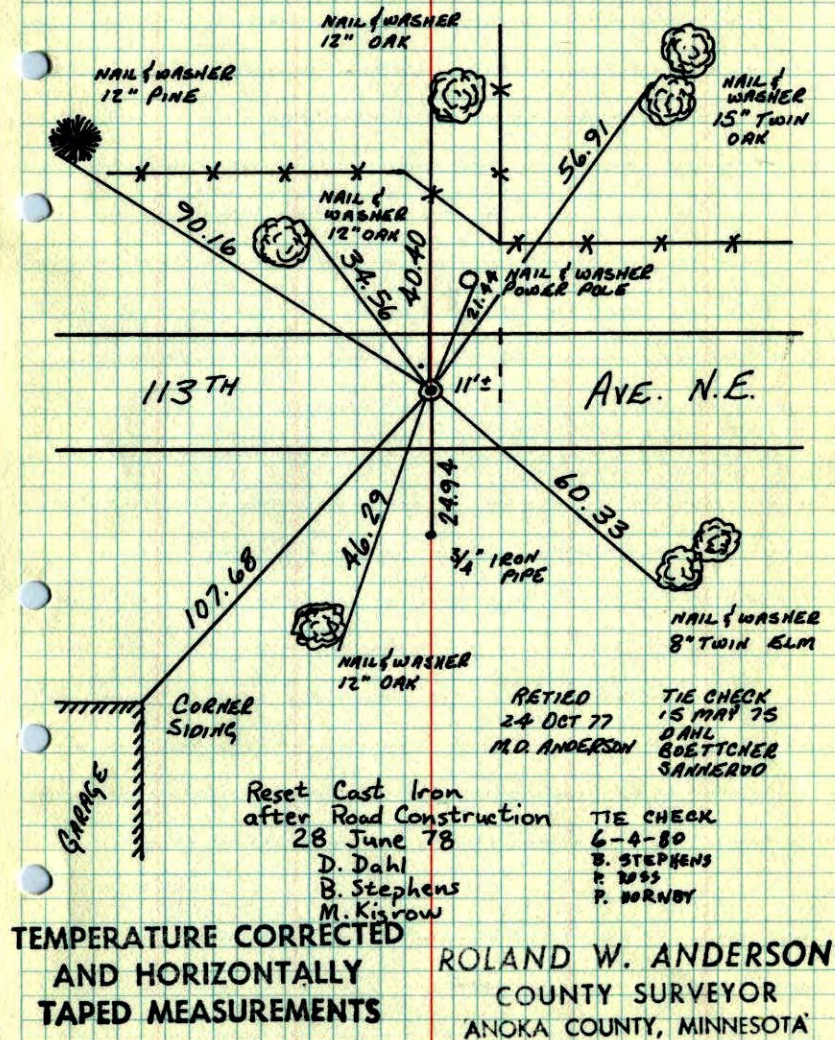 NAIL & WASHER
12" OAK
NAIL & WASHER
12" PINE
NAIL &
WASHER
15" TWIN
OAK
56.91
90.16
NAIL &
WASHER
12" OAK
34.56
40.40
21.44
NAIL & WASHER
POWER POLE
113TH
11'±
AVE. N.E.
107.68
46.29
24.94
60.33
3/4" IRON
PIPE
NAIL & WASHER
8" TWIN ELM
NAIL & WASHER
12" OAK
CORNER
SIDING
GARAGE
RETIED
24 OCT 77
M.D. ANDERSON
TIE CHECK
15 MAY 75
DAHL
BOETTCHER
SANNERUD
Reset Cast Iron
after Road Construction
28 June 78
D. Dahl
B. Stephens
M. Kisrow
TIE CHECK
6-4-80
B. STEPHENS
P. ROSS
P. HORNBY
TEMPERATURE CORRECTED
AND HORIZONTALLY
TAPED MEASUREMENTS
ROLAND W. ANDERSON
COUNTY SURVEYOR
ANOKA COUNTY, MINNESOTA